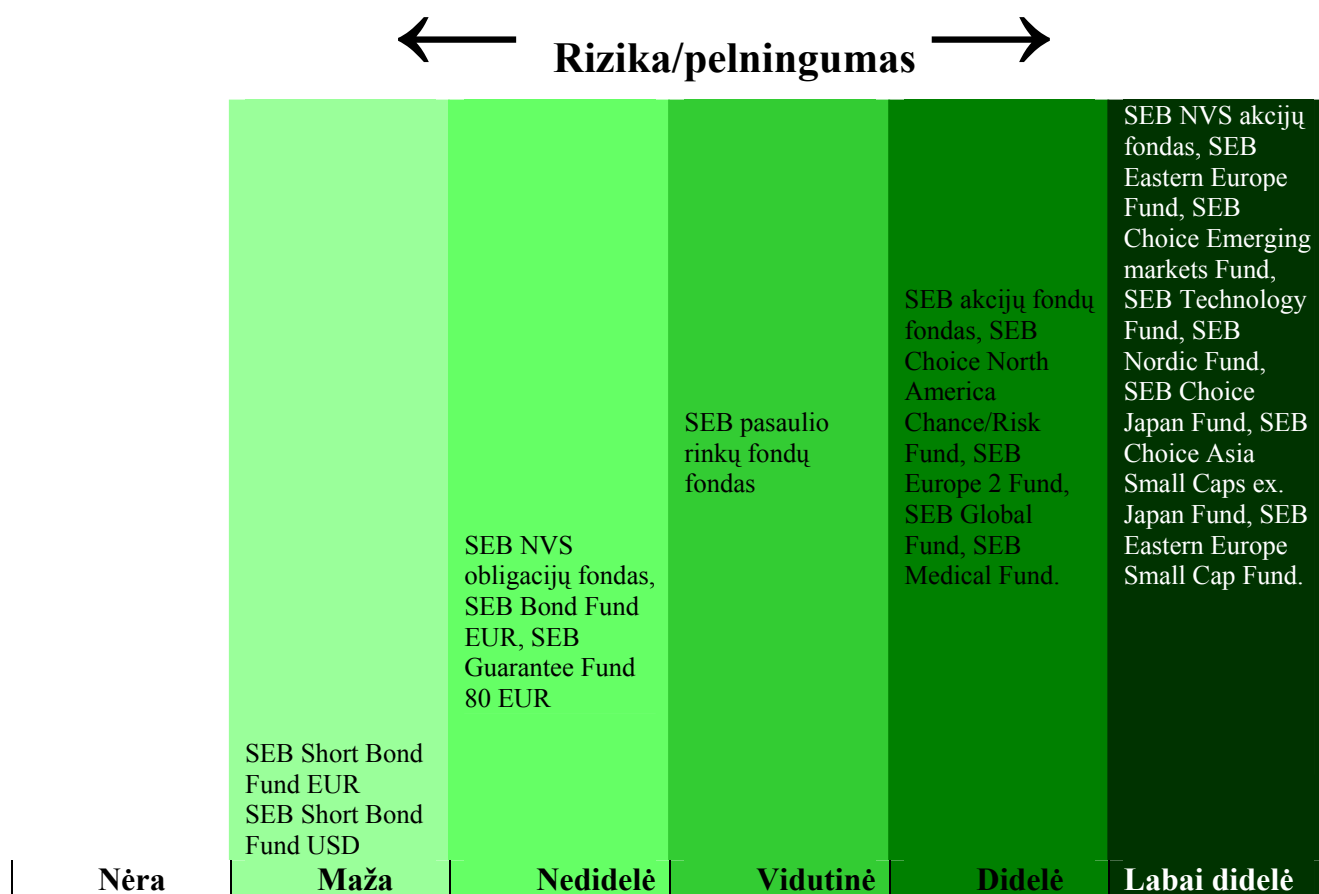 Rizika/pelningumas
SEB Short Bond
Fund EUR
SEB Short Bond
Fund USD
SEB NVS
obligacijų fondas,
SEB Bond Fund
EUR, SEB
Guarantee Fund
80 EUR
SEB pasaulio
rinkų fondų
fondas
SEB akcijų fondų
fondas, SEB
Choice North
America
Chance/Risk
Fund, SEB
Europe 2 Fund,
SEB Global
Fund, SEB
Medical Fund.
SEB NVS akcijų
fondas, SEB
Eastern Europe
Fund, SEB
Choice Emerging
markets Fund,
SEB Technology
Fund, SEB
Nordic Fund,
SEB Choice
Japan Fund, SEB
Choice Asia
Small Caps ex.
Japan Fund, SEB
Eastern Europe
Small Cap Fund.
Nėra Maža Nedidelė Vidutinė Didelė Labai didelė